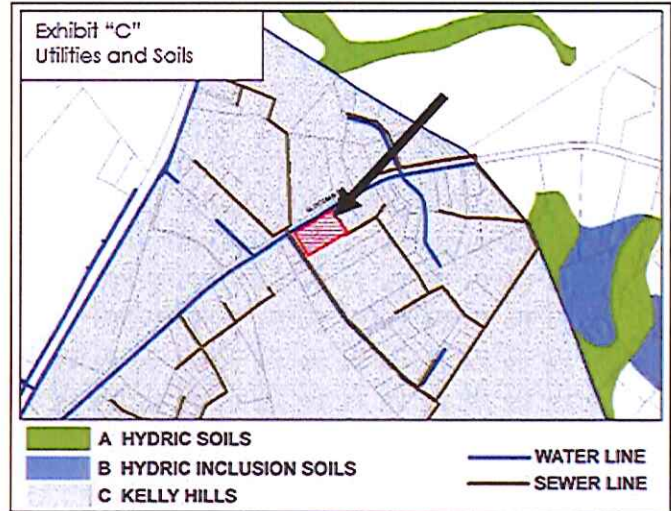 Exhibit “C”
Utilities and Soils
A HYDRIC SOILS
B HYDRIC INCLUSION SOILS
C KELLY HILLS
WATER LINE
SEWER LINE